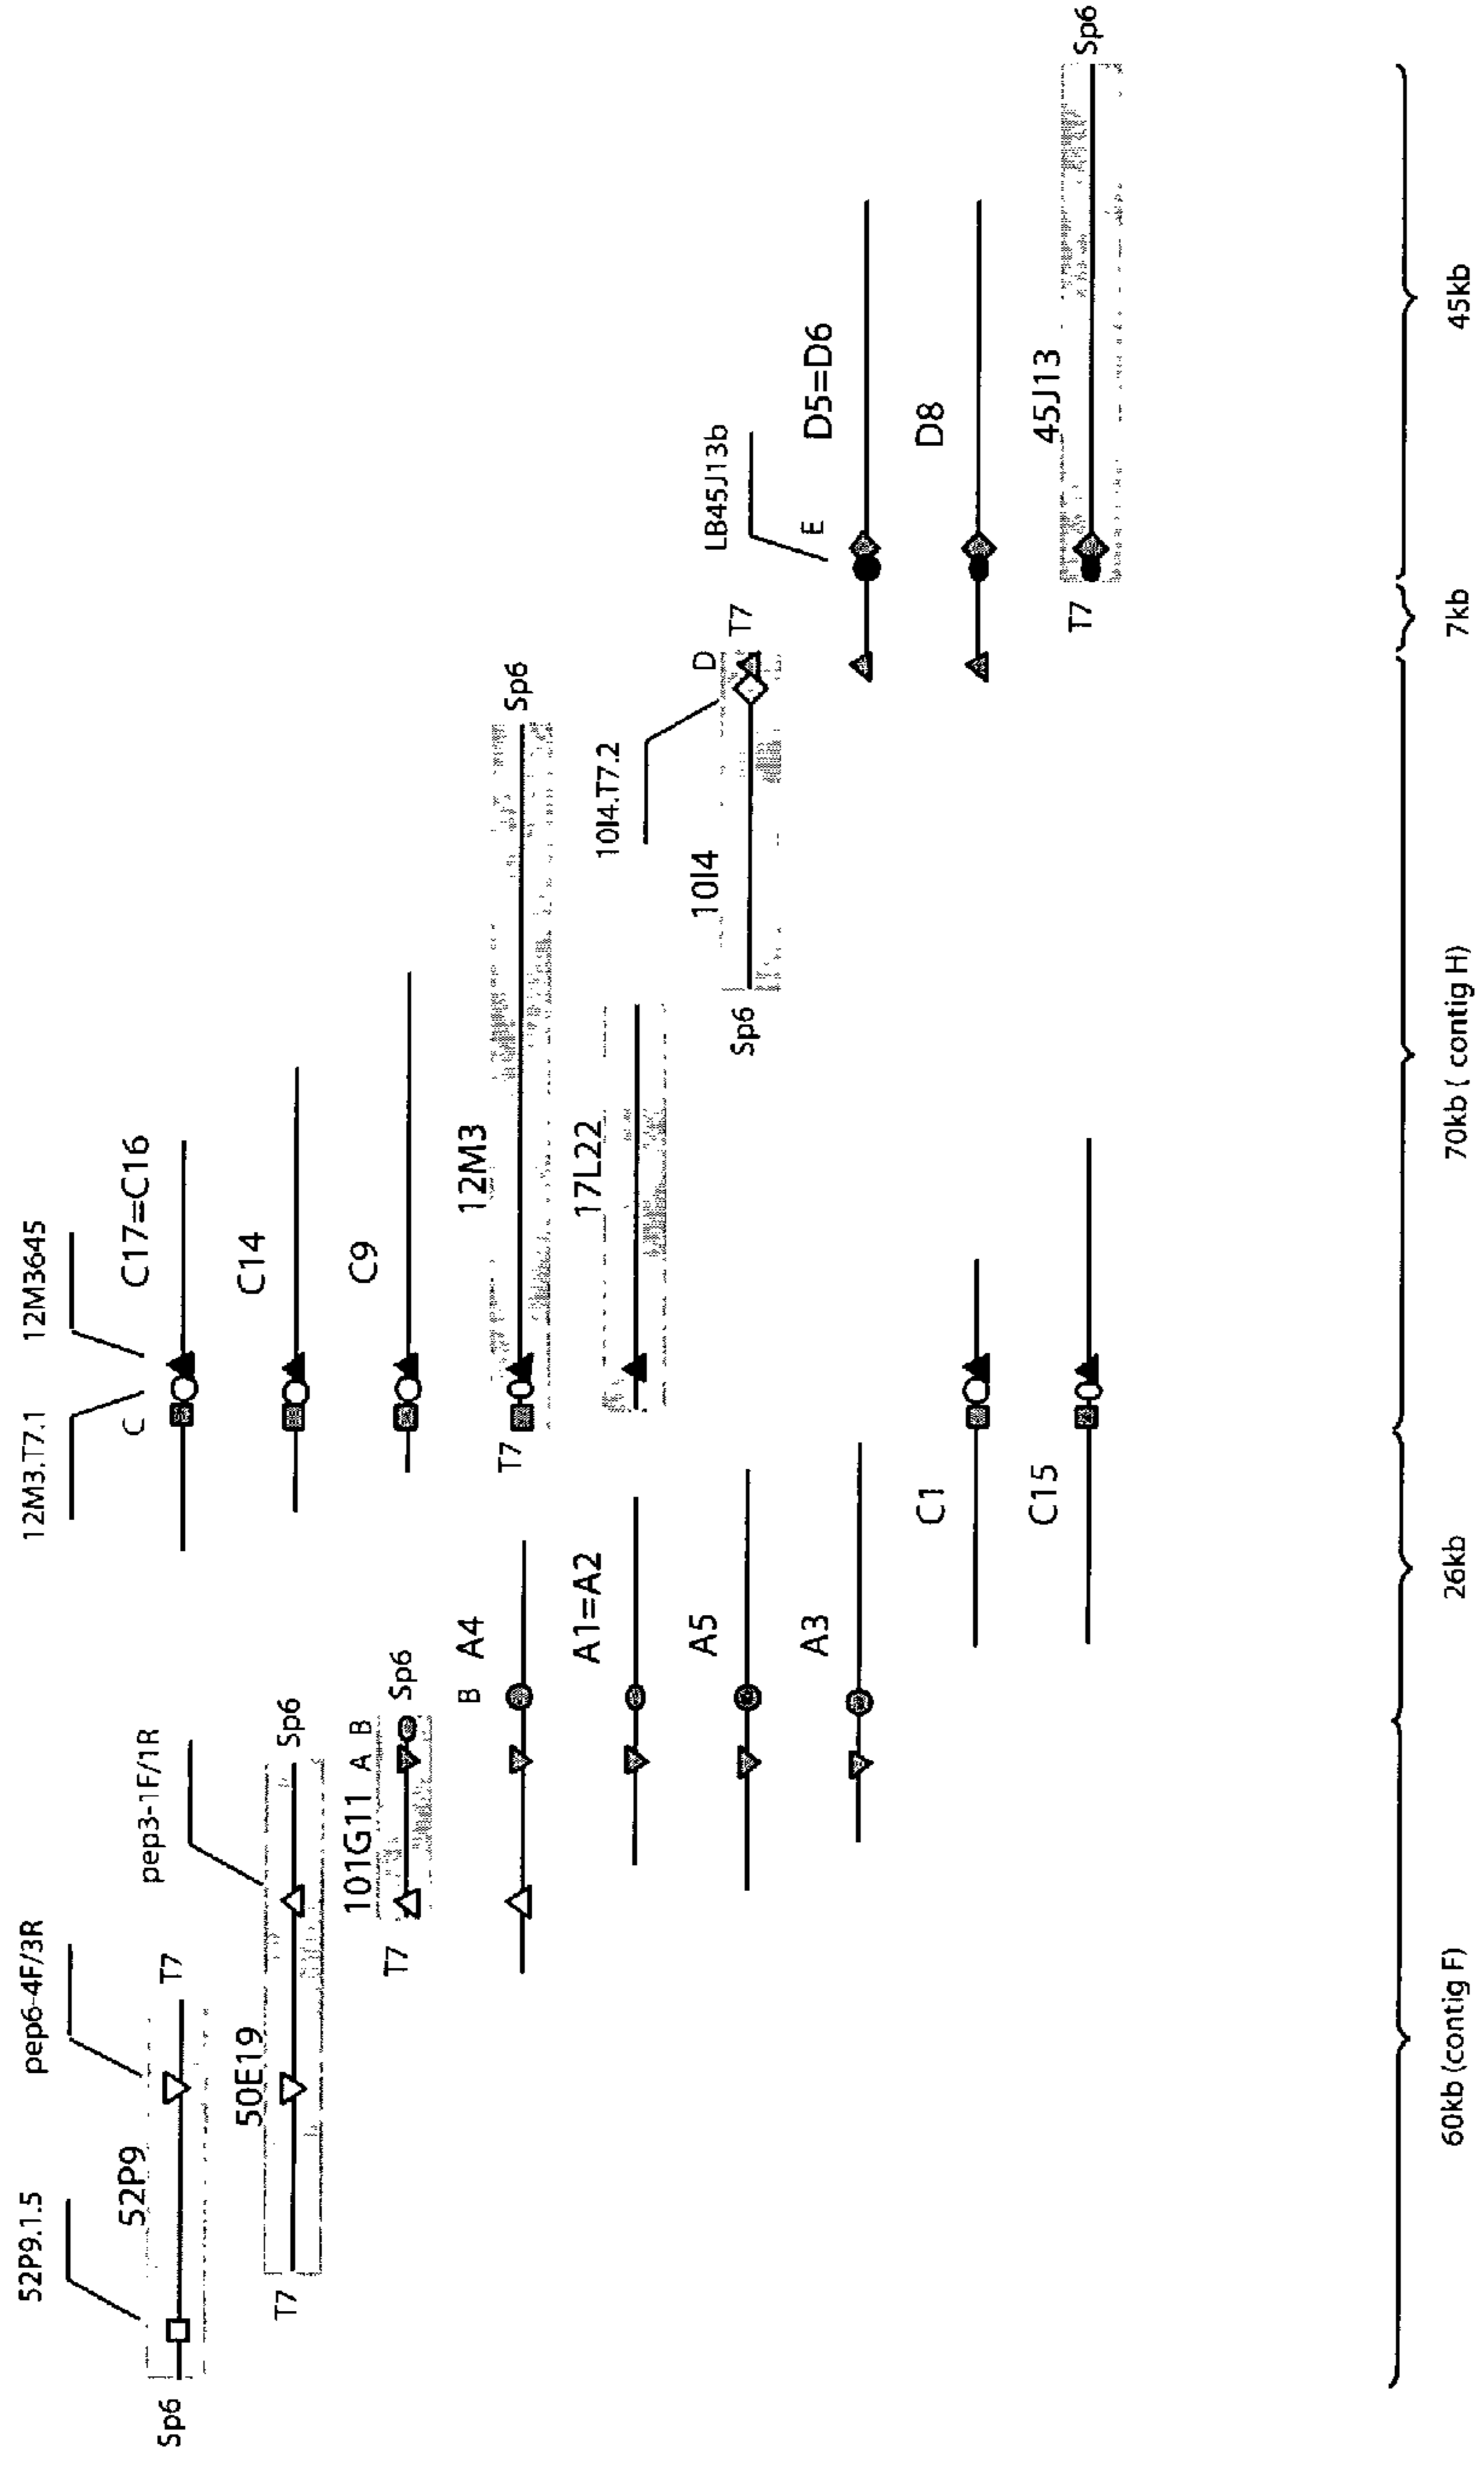 52P9.1.5
pep6-4F/3R
12M3.T7.1
12M3645
Sp6
52P9
T7
C
C17=C16
pep3-1F/1R
T7
50E19
Sp6
C14
T7
101G11
A
B
Sp6
C9
B
A4
T7
12M3
Sp6
A1=A2
17L22
10I4.T7.2
A5
Sp6
10I4
D
T7
LB45J13b
A3
E
D5=D6
C1
D8
C15
T7
45J13
Sp6
60kb (contig F)
26kb
70kb ( contig H)
7kb
45kb